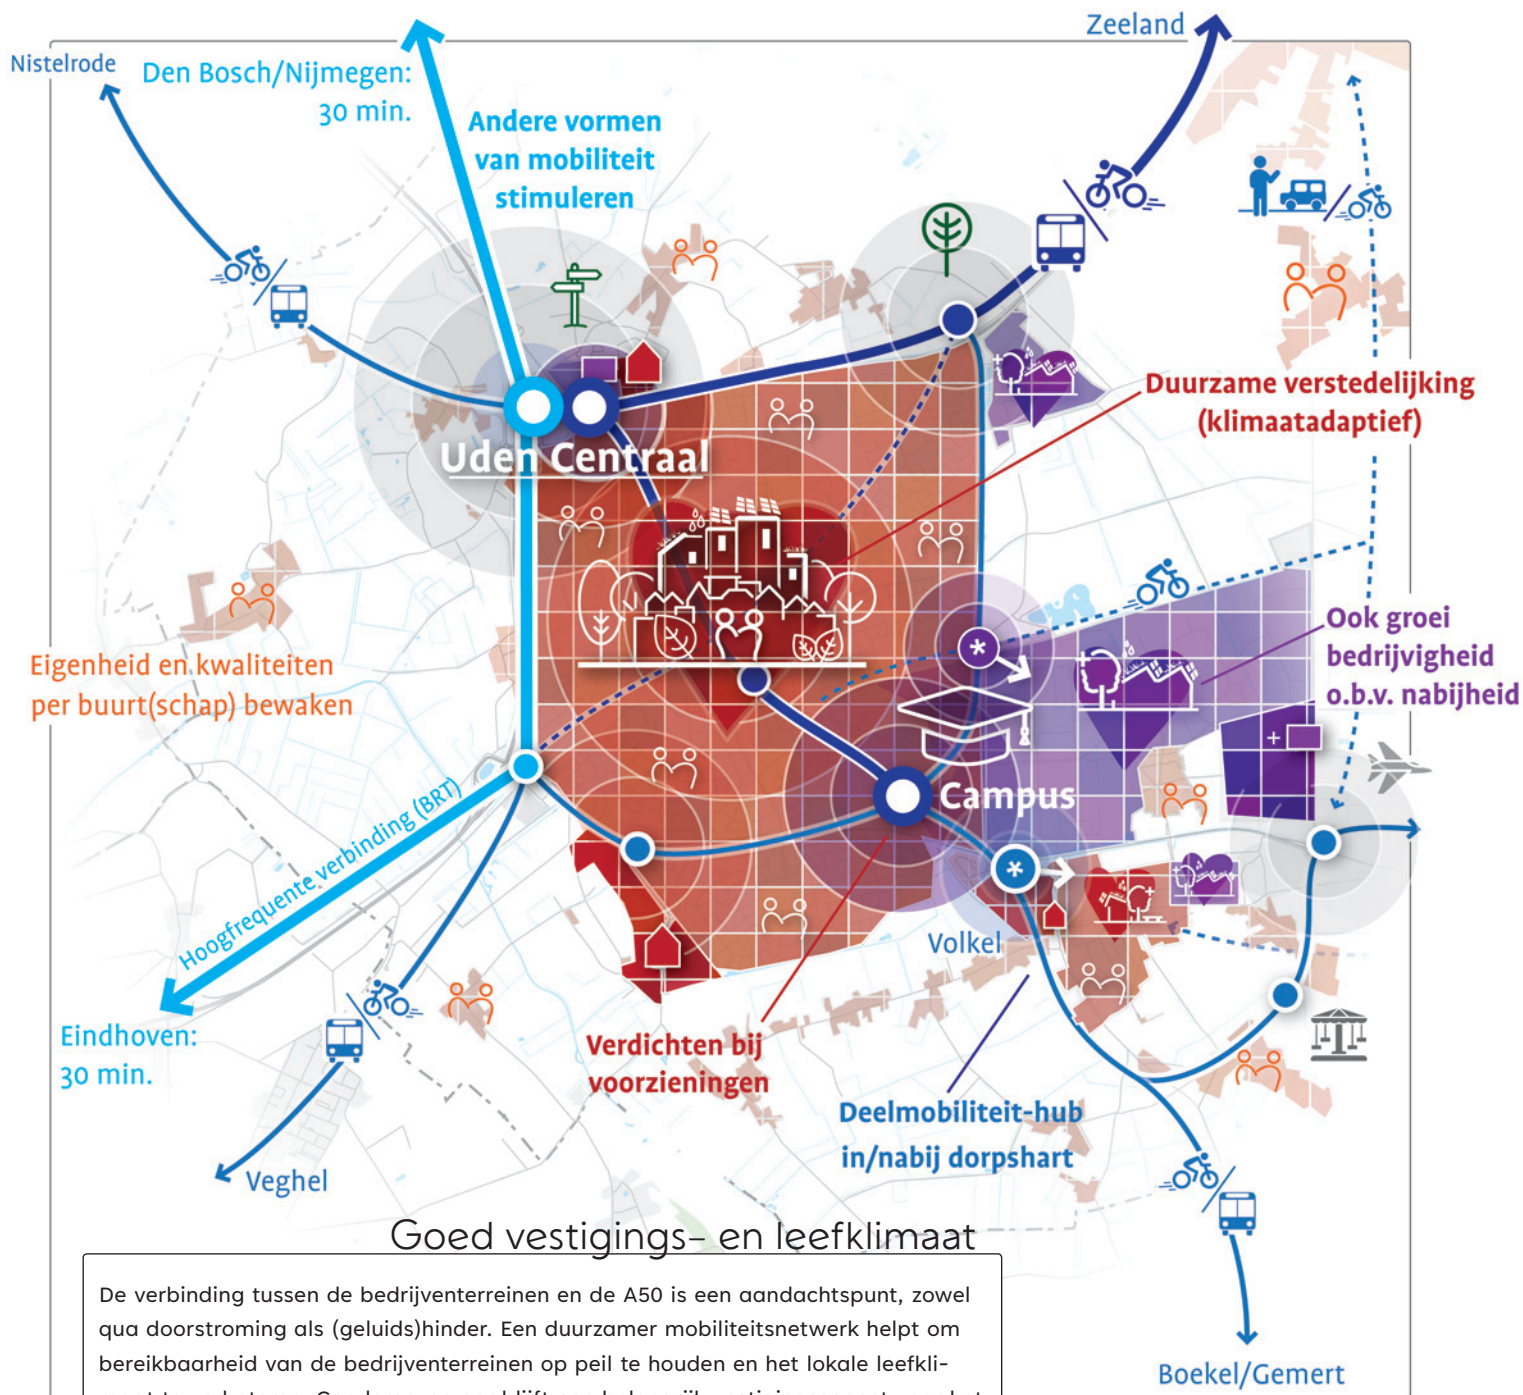 Zeeland
Nistelrode
Den Bosch/Nijmegen:
30 min.
Andere vormen
van mobiliteit
stimuleren
Duurzame verstedelijking
(klimaatadaptief)
Uden Centraal
Ook groei
bedrijvigheid
o.b.v. nabijheid
Eigenheid en kwaliteiten
per buurt(schap) bewaken
*
+
Campus
Hoogfrequente verbinding (BRT)
*
Volkel
Eindhoven:
30 min.
Verdichten bij
voorzieningen
Deelmobiliteit-hub
in/nabij dorpshart
Veghel
Boekel/Gemert
Goed vestigings- en leefklimaat
De verbinding tussen de bedrijventerreinen en de A50 is een aandachtspunt, zowel
qua doorstroming als (geluids)hinder. Een duurzamer mobiliteitsnetwerk helpt om
bereikbaarheid van de bedrijventerreinen op peil te houden en het lokale leefkli-